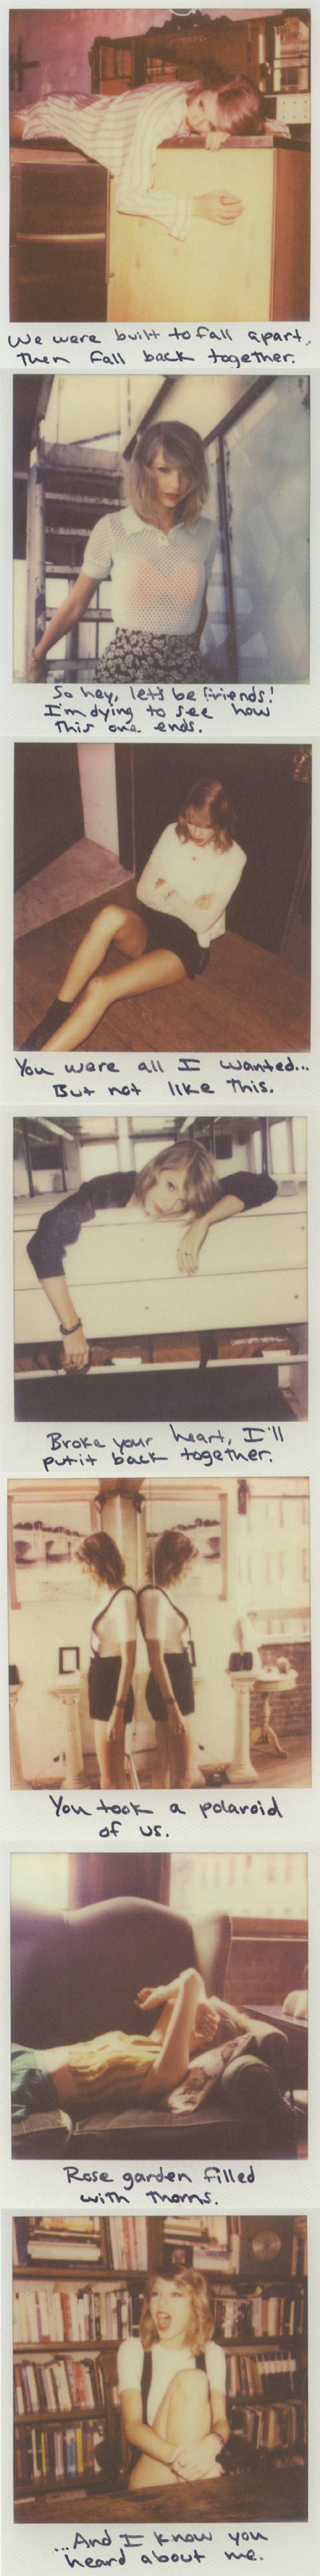 We were built to fall apart,
then fall back together.
So hey, let's be friends!
I'm dying to see how
this one ends.
You were all I wanted...
But not like this.
Broke your heart, I'll
put it back together.
You took a polaroid
of us.
Rose garden filled
with thorns.
...And I know you
heard about me.